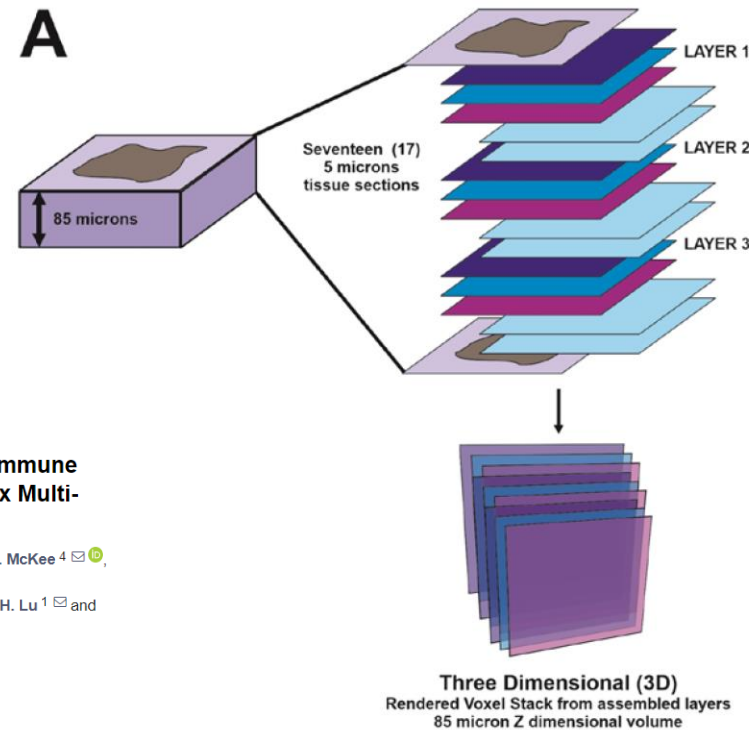 A
LAYER 1
Seventeen (17)
5 microns
tissue sections
LAYER 2
85 microns
LAYER 3
mmune
x Multi-
. McKee 4 iD,
H. Lu 1 and
Three Dimensional (3D)
Rendered Voxel Stack from assembled layers
85 micron Z dimensional volume